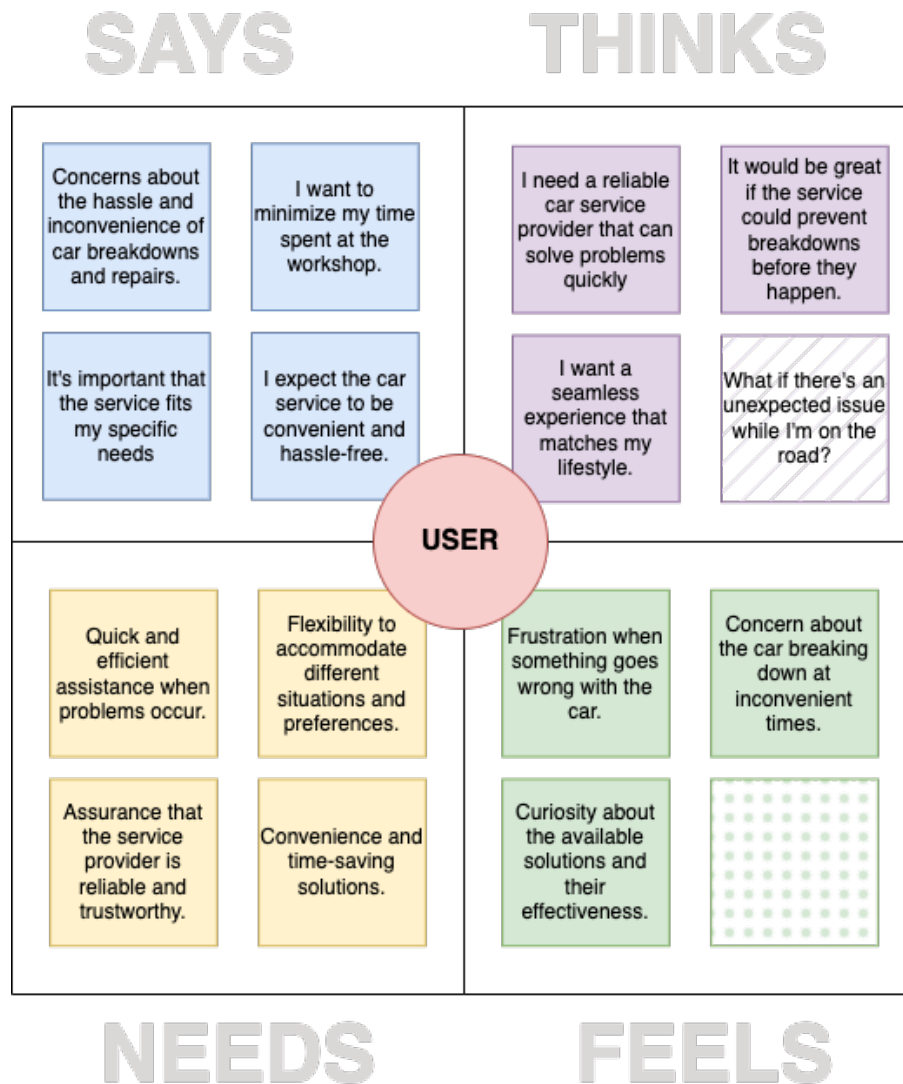 SAYS
THINKS
Concerns about
the hassle and
inconvenience of
car breakdowns
and repairs.
I want to
minimize my time
spent at the
workshop.
It's important that
the service fits
my specific
needs
I expect the car
service to be
convenient and
hassle-free.
I need a reliable
car service
provider that can
solve problems
quickly
It would be great
if the service
could prevent
breakdowns
before they
happen.
I want a
seamless
experience that
matches my
lifestyle.
What if there's an
unexpected issue
while I'm on the
road?
USER
Quick and
efficient
assistance when
problems occur.
Flexibility to
accommodate
different
situations and
preferences.
Assurance that
the service
provider is
reliable and
trustworthy.
Convenience and
time-saving
solutions.
Frustration when
something goes
wrong with the
car.
Concern about
the car breaking
down at
inconvenient
times.
Curiosity about
the available
solutions and
their
effectiveness.
NEEDS
FEELS